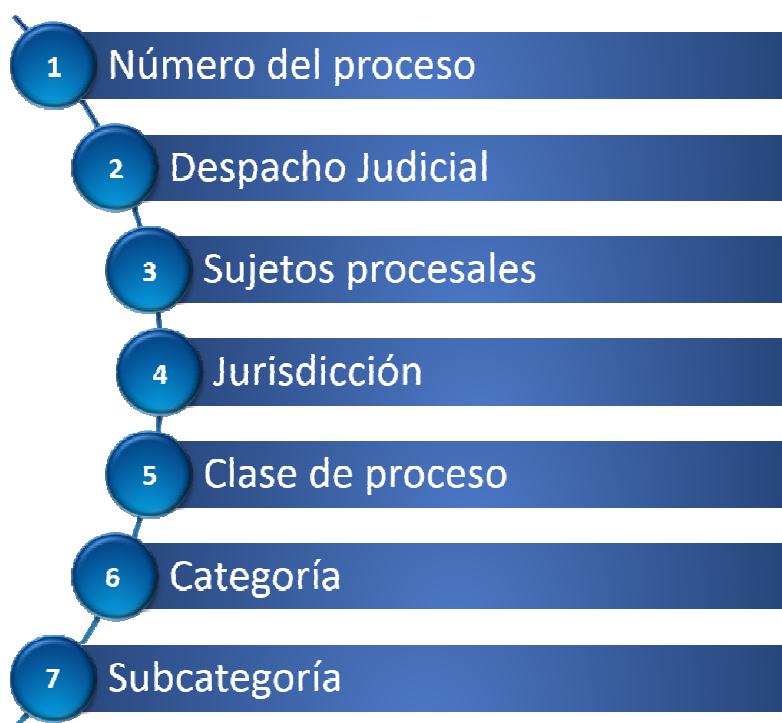 1 Número del proceso
2 Despacho Judicial
3 Sujetos procesales
4 Jurisdicción
5 Clase de proceso
6 Categoría
7 Subcategoría